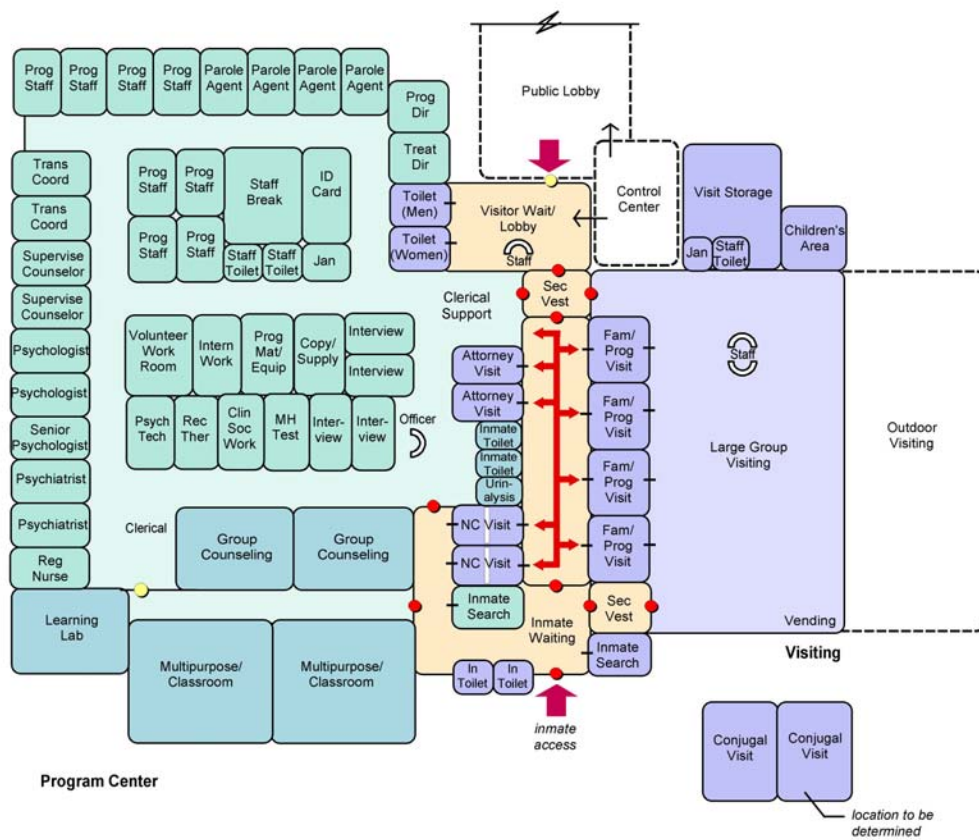 Prog
Staff
Prog
Staff
Prog
Staff
Prog
Staff
Parole
Agent
Parole
Agent
Parole
Agent
Parole
Agent
Prog
Dir
Treat
Dir
Public Lobby
Trans
Coord
Trans
Coord
Supervise
Counselor
Supervise
Counselor
Psychologist
Psychologist
Senior
Psychologist
Psychiatrist
Psychiatrist
Reg
Nurse
Prog
Staff
Prog
Staff
Staff
Break
ID
Card
Prog
Staff
Prog
Staff
Staff
Toilet
Staff
Toilet
Jan
Toilet
(Men)
Toilet
(Women)
Visitor Wait/
Lobby
Staff
Control
Center
Visit Storage
Jan
Staff
Toilet
Children's
Area
Clerical
Support
Sec
Vest
Volunteer
Work
Room
Intern
Work
Prog
Mat/
Equip
Copy/
Supply
Interview
Interview
Psych
Tech
Rec
Ther
Clin
Soc
Work
MH
Test
Inter-
view
Inter-
view
Officer
Attorney
Visit
Attorney
Visit
Inmate
Toilet
Inmate
Toilet
Urin-
alysis
NC Visit
NC Visit
Inmate
Search
Fam/
Prog
Visit
Fam/
Prog
Visit
Fam/
Prog
Visit
Fam/
Prog
Visit
Staff
Large Group
Visiting
Outdoor
Visiting
Clerical
Group
Counseling
Group
Counseling
Learning
Lab
Multipurpose/
Classroom
Multipurpose/
Classroom
Inmate
Waiting
Sec
Vest
Inmate
Search
Vending
Visiting
In
Toilet
In
Toilet
inmate
access
Program Center
Conjugal
Visit
Conjugal
Visit
location to be
determined